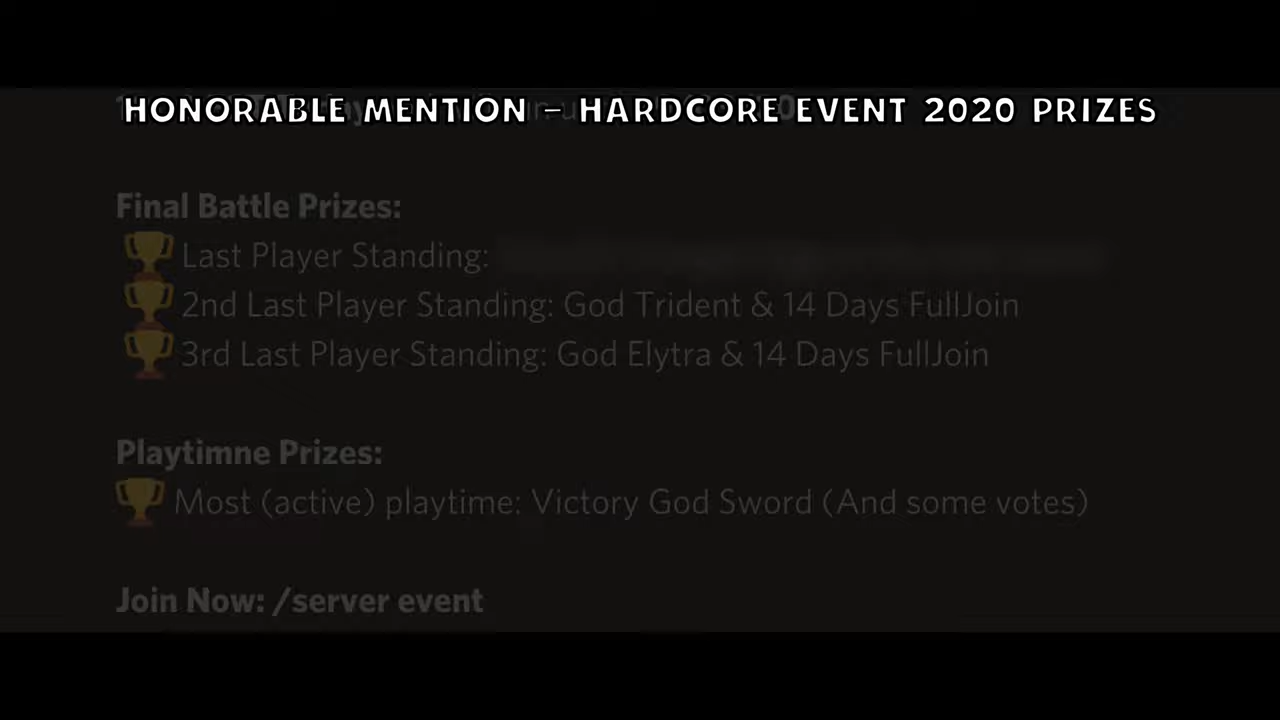 HONORABLE MENTION – HARDCORE EVENT 2020 PRIZES
Final Battle Prizes:
Last Player Standing:
2nd Last Player Standing: God Trident & 14 Days FullJoin
3rd Last Player Standing: God Elytra & 14 Days FullJoin
Playtimne Prizes:
Most (active) playtime: Victory God Sword (And some votes)
Join Now: /server event